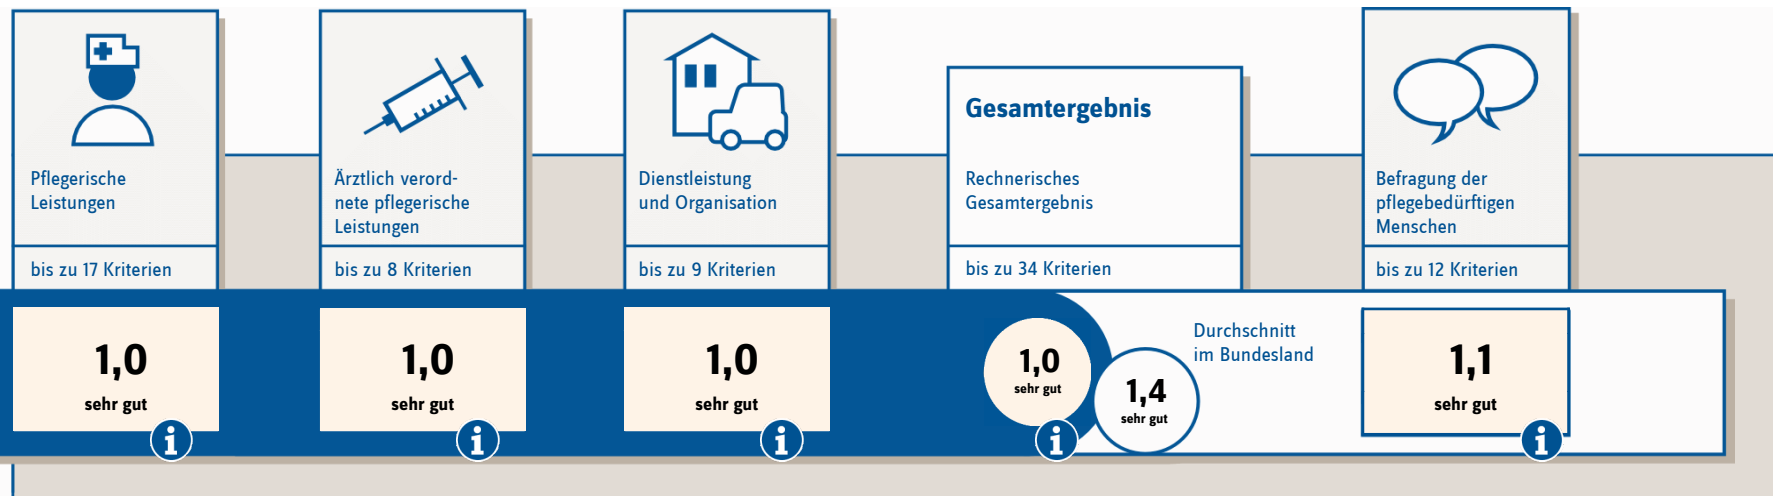 Pflegerische
Leistungen
bis zu 17 Kriterien
1,0
sehr gut
i
Ärztlich verord-
nete pflegerische
Leistungen
bis zu 8 Kriterien
1,0
sehr gut
i
Dienstleistung
und Organisation
bis zu 9 Kriterien
1,0
sehr gut
i
Gesamtergebnis
Rechnerisches
Gesamtergebnis
bis zu 34 Kriterien
1,0
sehr gut
i
1,4
sehr gut
Durchschnitt
im Bundesland
Befragung der
pflegebedürftigen
Menschen
bis zu 12 Kriterien
1,1
sehr gut
i